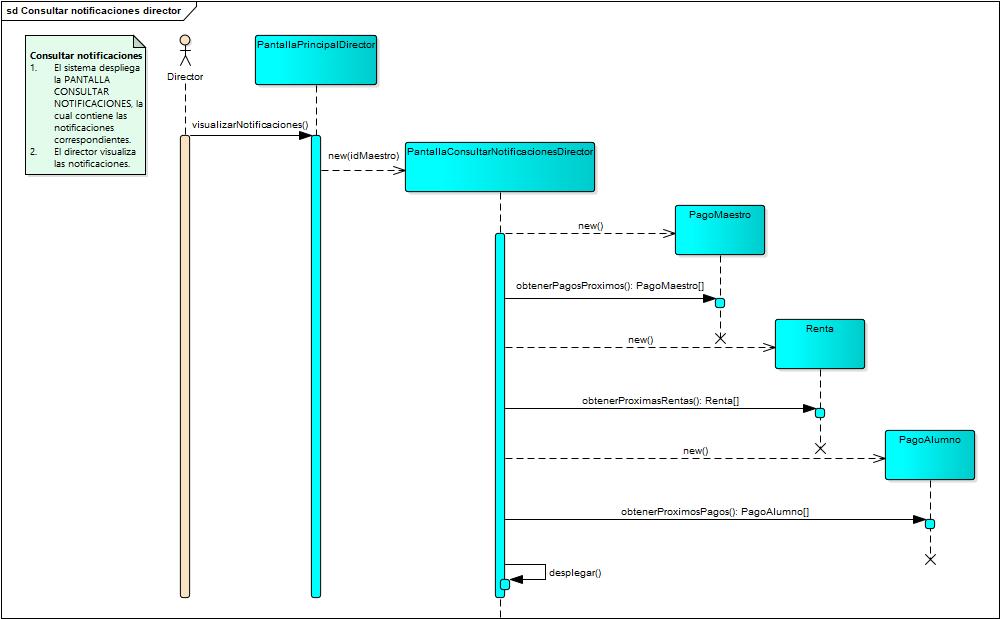 sd Consultar notificaciones director
Consultar notificaciones
1. El sistema despliega
la PANTALLA
CONSULTAR
NOTIFICACIONES, la
cual contiene las
notificaciones
correspondientes.
2. El director visualiza
las notificaciones.
Director
PantallaPrincipalDirector
visualizarNotificaciones()
new(idMaestro)
PantallaConsultarNotificacionesDirector
PagoMaestro
new()
obtenerPagosProximos(): PagoMaestro[]
Renta
new()
obtenerProximasRentas(): Renta[]
PagoAlumno
new()
obtenerProximosPagos(): PagoAlumno[]
desplegar()